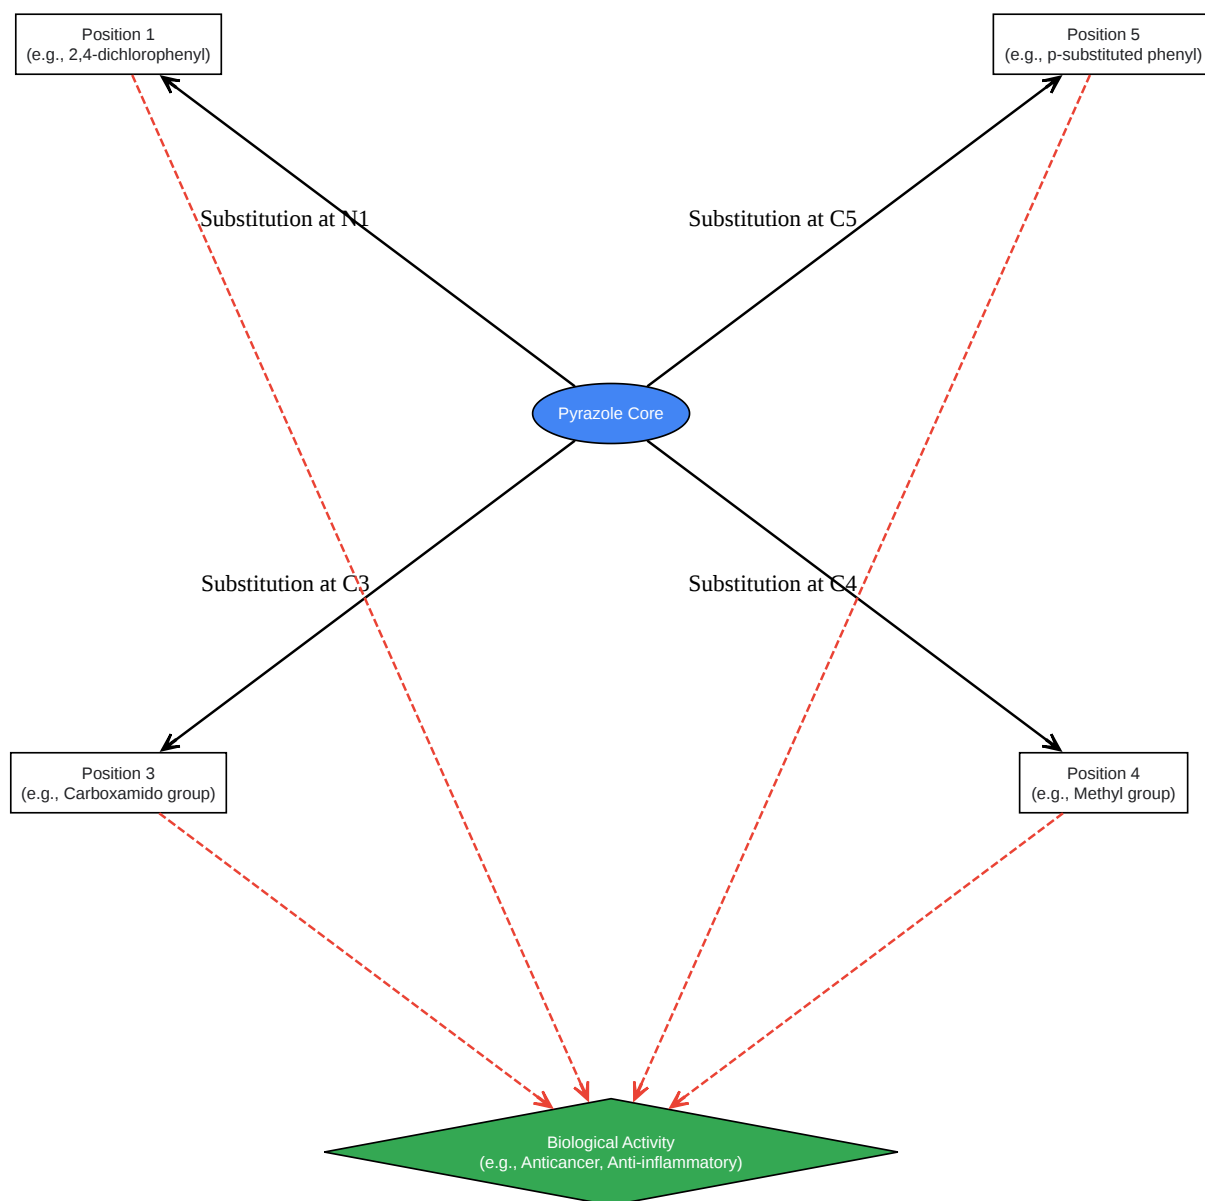 Position 1
(e.g., 2,4-dichlorophenyl)
Position 5
(e.g., p-substituted phenyl)
Substitution at N1
Substitution at C5
Pyrazole Core
Substitution at C3
Substitution at C4
Position 3
(e.g., Carboxamido group)
Position 4
(e.g., Methyl group)
Biological Activity
(e.g., Anticancer, Anti-inflammatory)